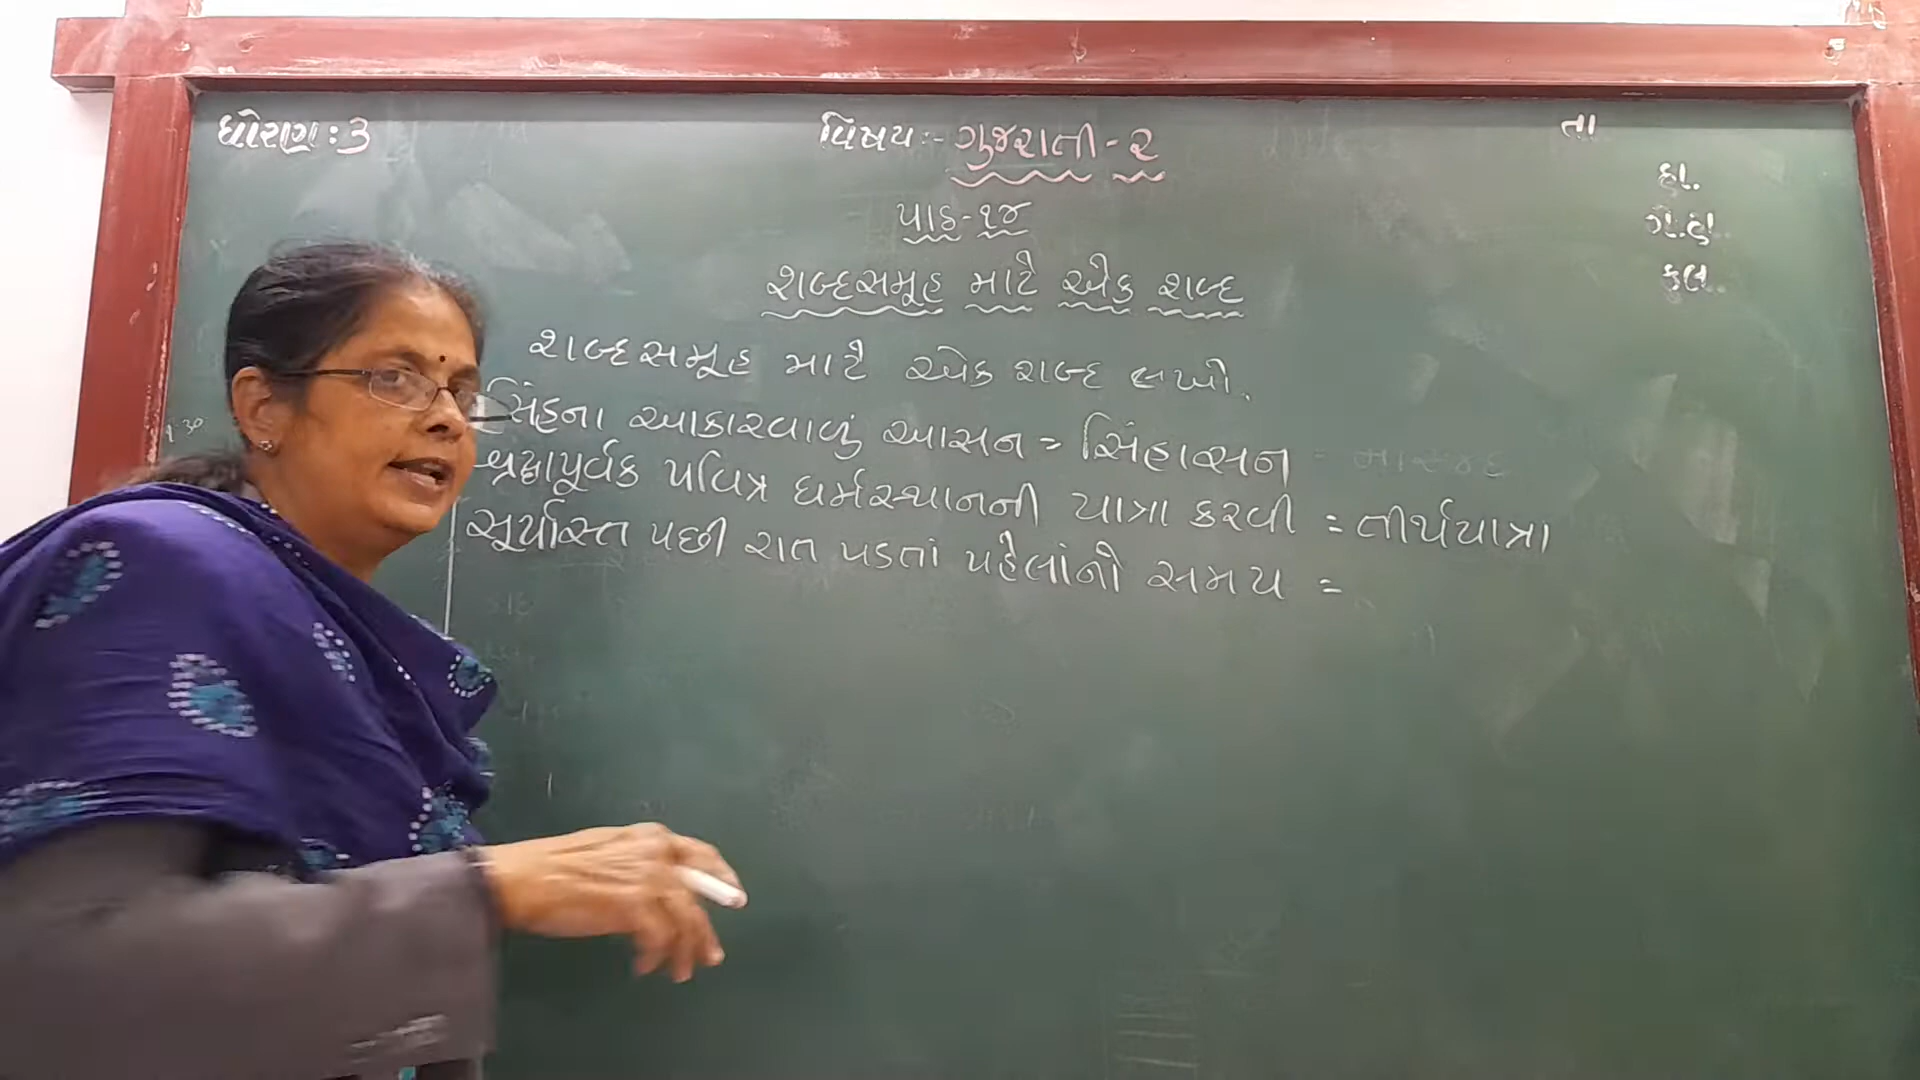 ધોરણ : 3
વિષય :- ગુજરાતી - ૨
તા
હા.
ગે.હા.
કુલ.
પાઠ - ૧૪
શબ્દસમૂહ માટે એક શબ્દ
શબ્દસમૂહ માટે એક શબ્દ લખો.
સિંહના આકારવાળું આસન = સિંહાસન
શ્રદ્ધાપૂર્વક પવિત્ર ધર્મસ્થાનની યાત્રા કરવી = તીર્થયાત્રા
સૂર્યાસ્ત પછી રાત પડતાં પહેલાંનો સમય =